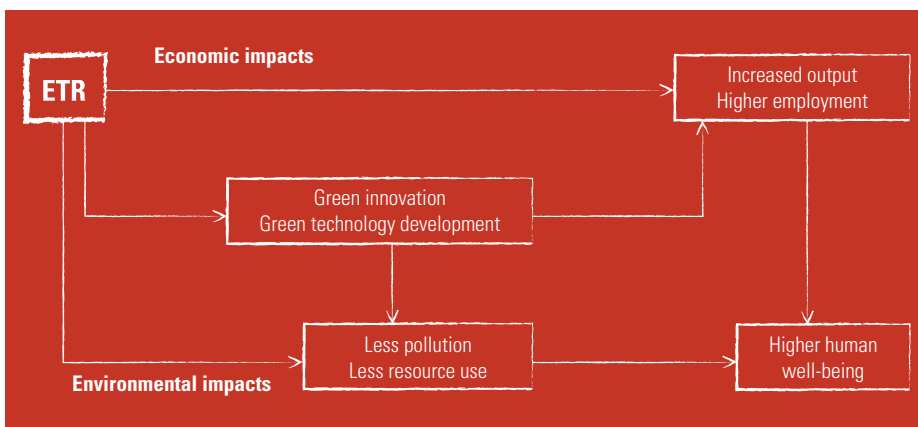 Economic impacts
ETR
Increased output
Higher employment
Green innovation
Green technology development
Less pollution
Less resource use
Higher human
well-being
Environmental impacts